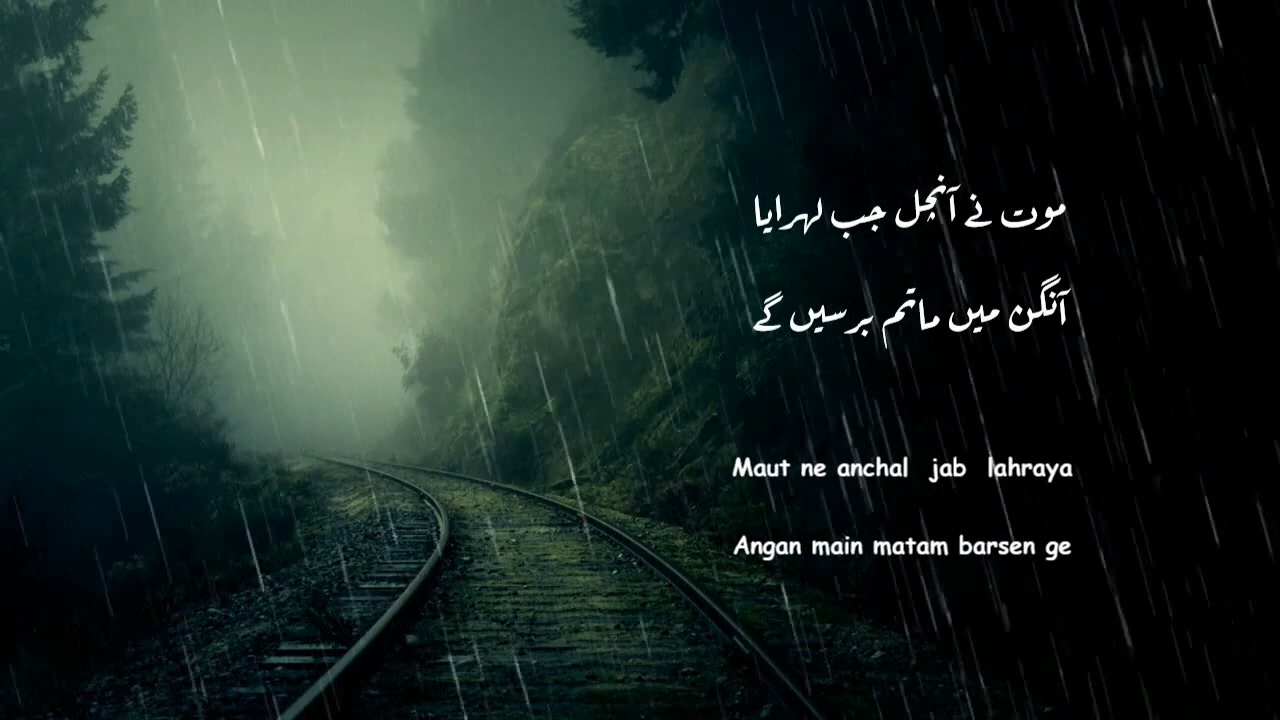 موت نے آنچل جب لہرایا
آنگن میں ماتم برسیں گے
Maut ne anchal jab lahraya
Angan main matam barsen ge